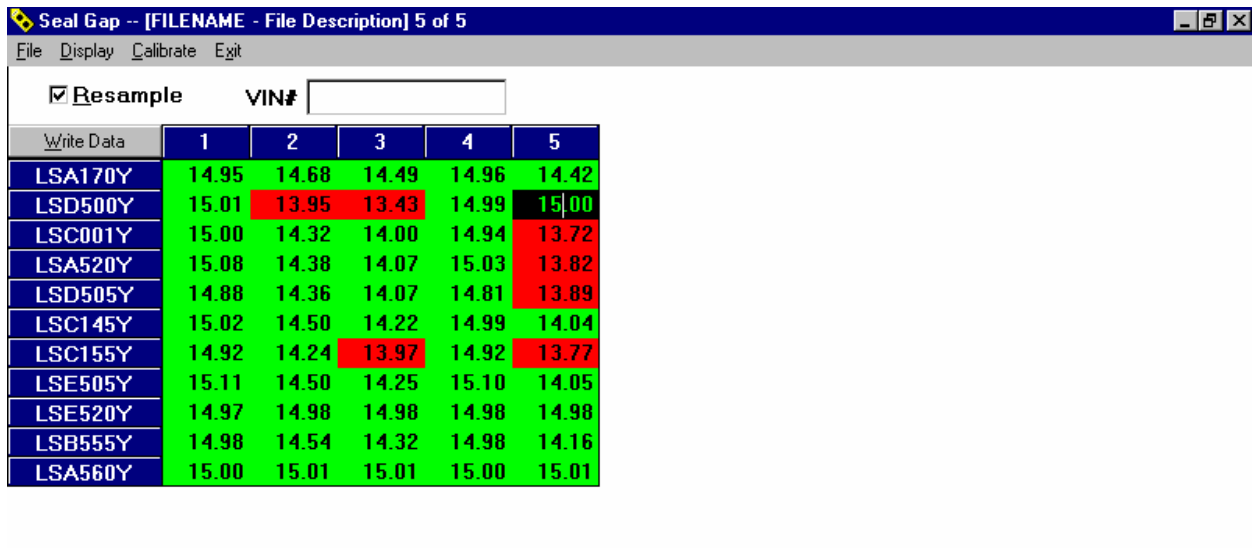 Seal Gap -- [FILENAME - File Description] 5 of 5
File Display Calibrate Exit
Resample VIN#
Write Data 1 2 3 4 5
LSA170Y 14.95 14.68 14.49 14.96 14.42
LSD500Y 15.01 13.95 13.43 14.99 15.00
LSC001Y 15.00 14.32 14.00 14.94 13.72
LSA520Y 15.08 14.38 14.07 15.03 13.82
LSD505Y 14.88 14.36 14.07 14.81 13.89
LSC145Y 15.02 14.50 14.22 14.99 14.04
LSC155Y 14.92 14.24 13.97 14.92 13.77
LSE505Y 15.11 14.50 14.25 15.10 14.05
LSE520Y 14.97 14.98 14.98 14.98 14.98
LSB555Y 14.98 14.54 14.32 14.98 14.16
LSA560Y 15.00 15.01 15.01 15.00 15.01